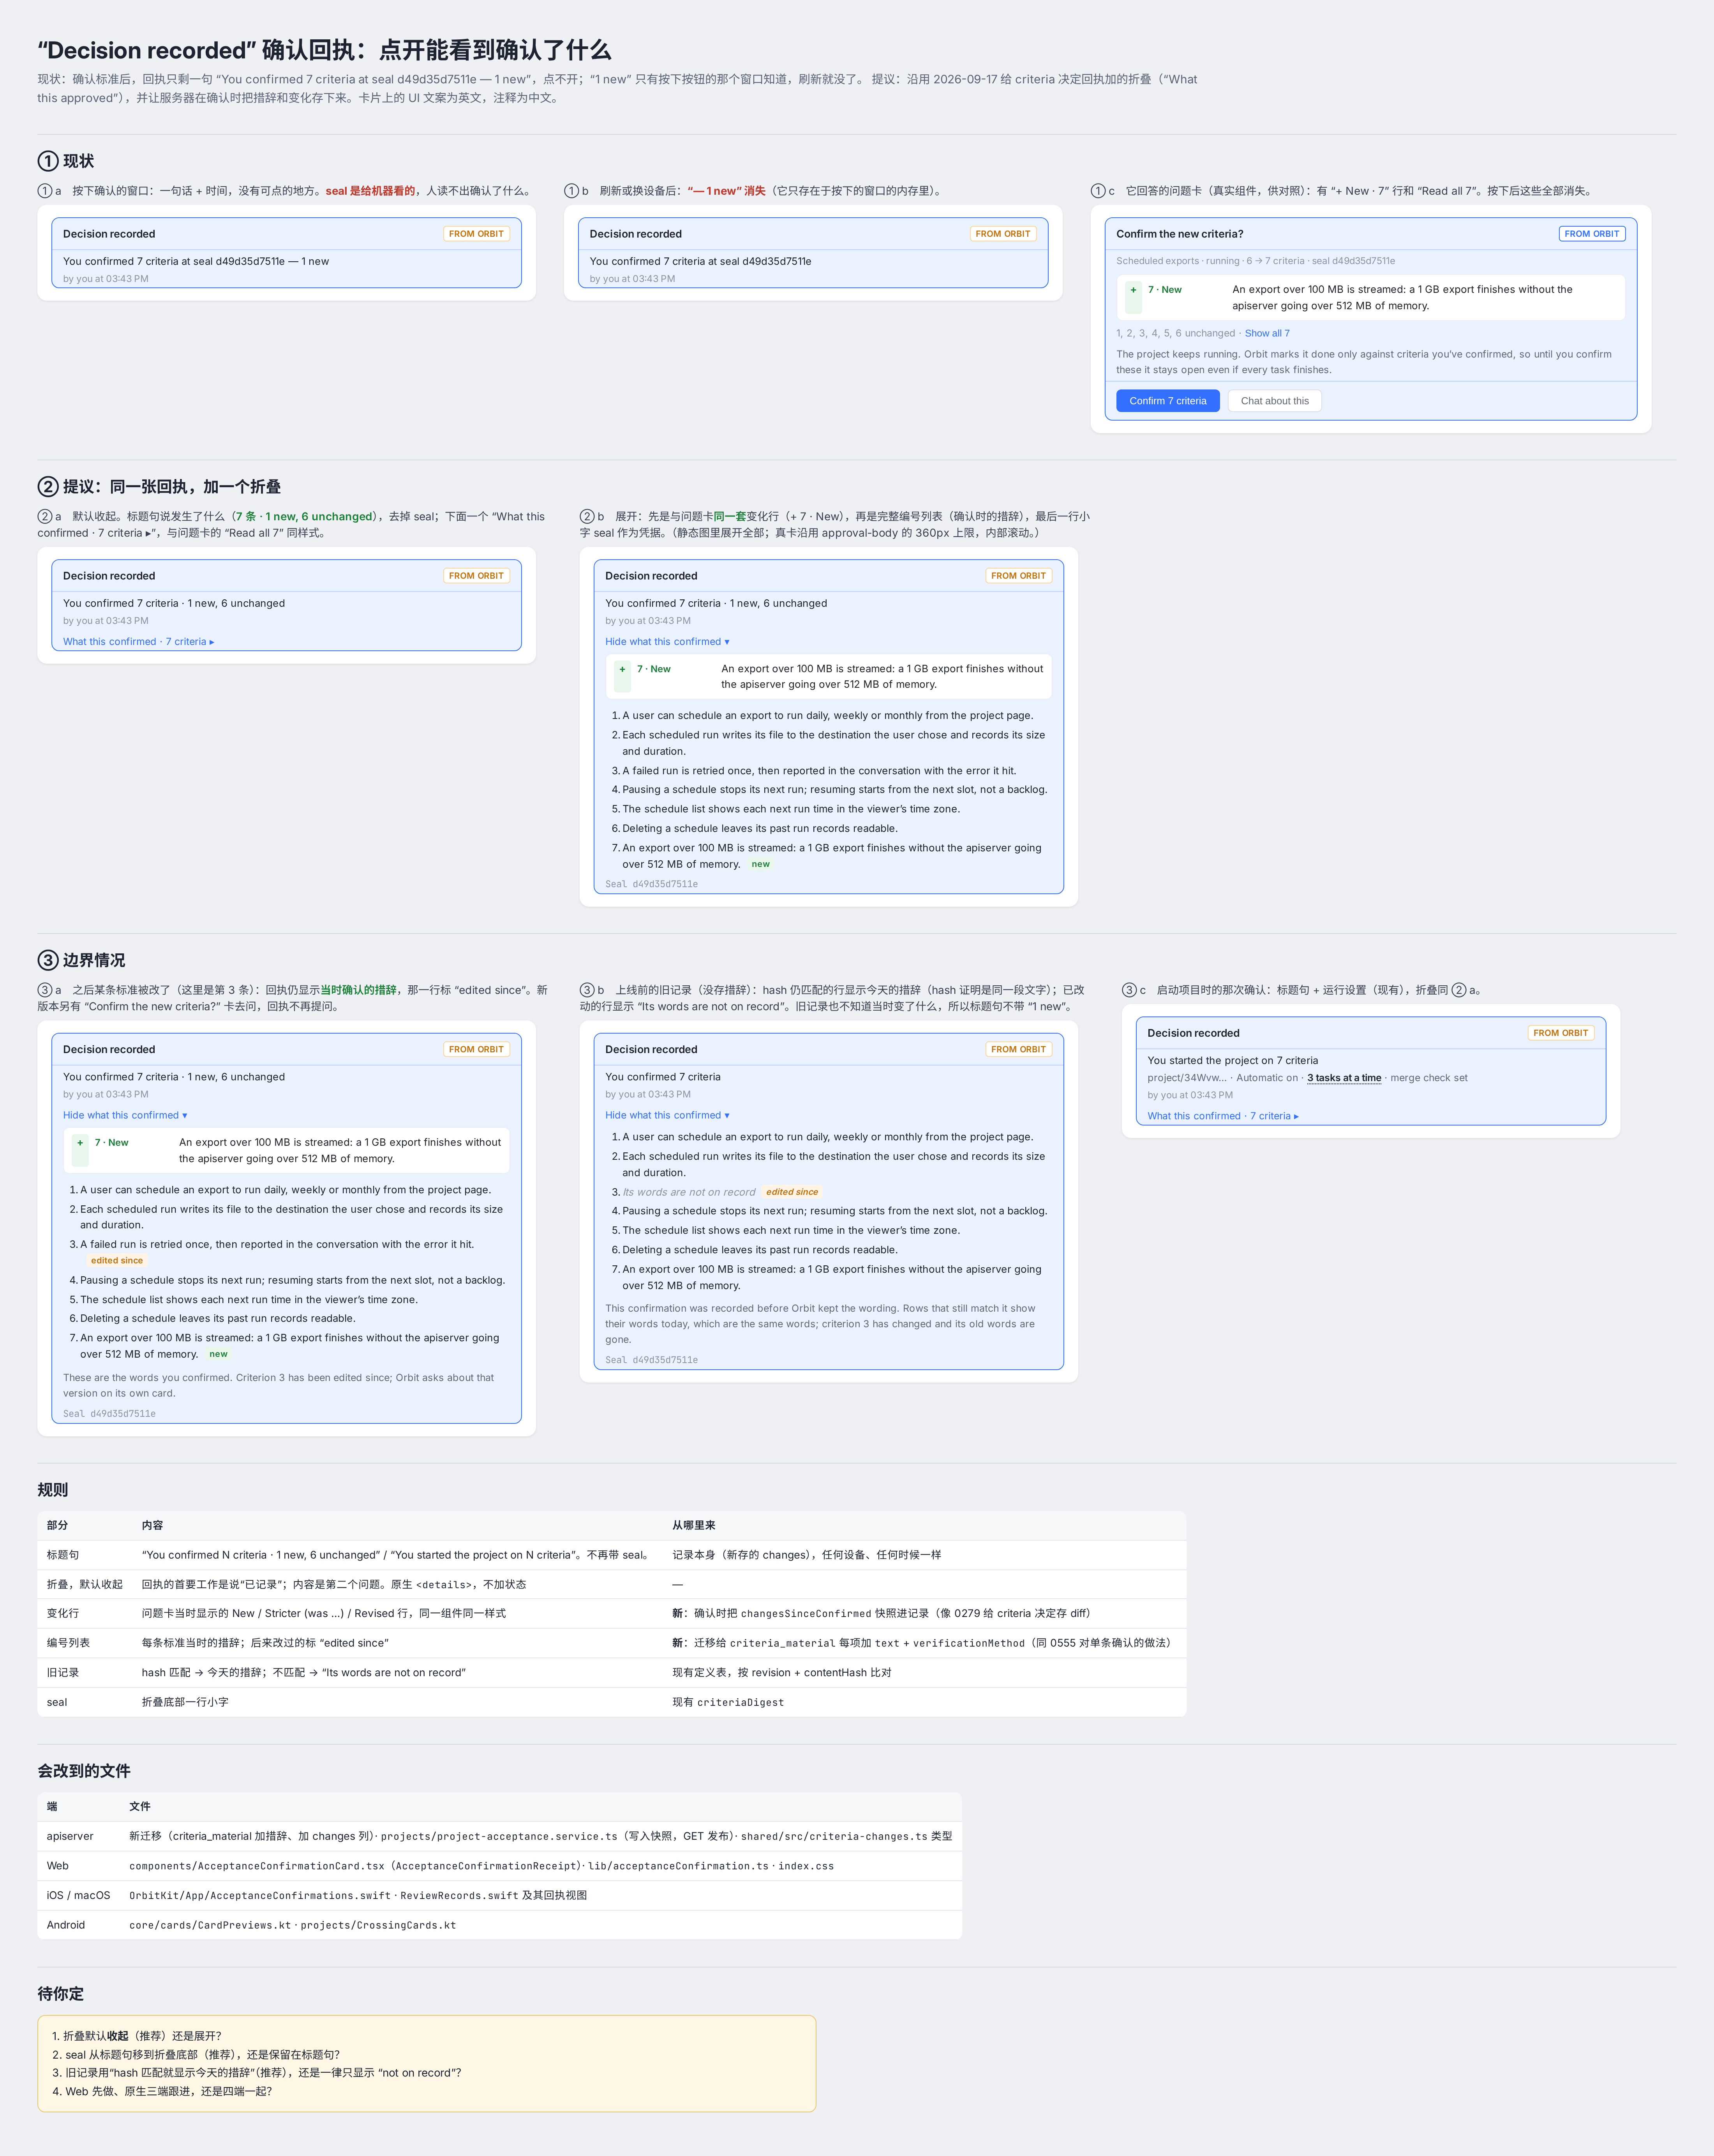 “Decision recorded” 确认回执：点开能看到确认了什么
现状：确认标准后，回执只剩一句 “You confirmed 7 criteria at seal d49d35d7511e — 1 new”，点不开；“1 new” 只有按下按钮的那个窗口知道，刷新就没了。 提议：沿用 2026-09-17 给 criteria 决定回执加的折叠（“What
this approved”），并让服务器在确认时把措辞和变化存下来。卡片上的 UI 文案为英文，注释为中文。
① 现状
① a 按下确认的窗口：一句话 + 时间，没有可点的地方。seal 是给机器看的，人读不出确认了什么。
Decision recorded
FROM ORBIT
You confirmed 7 criteria at seal d49d35d7511e — 1 new
by you at 03:43 PM
① b 刷新或换设备后：“— 1 new” 消失（它只存在于按下的窗口的内存里）。
Decision recorded
FROM ORBIT
You confirmed 7 criteria at seal d49d35d7511e
by you at 03:43 PM
① c 它回答的问题卡（真实组件，供对照）：有 “+ New · 7” 行和 “Read all 7”。按下后这些全部消失。
Confirm the new criteria?
FROM ORBIT
Scheduled exports · running · 6 → 7 criteria · seal d49d35d7511e
+ 7 · New An export over 100 MB is streamed: a 1 GB export finishes without the
apiserver going over 512 MB of memory.
1, 2, 3, 4, 5, 6 unchanged · Show all 7
The project keeps running. Orbit marks it done only against criteria you've confirmed, so until you confirm
these it stays open even if every task finishes.
Confirm 7 criteria
Chat about this
② 提议：同一张回执，加一个折叠
② a 默认收起。标题句说发生了什么（7 条 · 1 new, 6 unchanged），去掉 seal；下面一个 “What this
confirmed · 7 criteria ▸”，与问题卡的 “Read all 7” 同样式。
Decision recorded
FROM ORBIT
You confirmed 7 criteria · 1 new, 6 unchanged
by you at 03:43 PM
What this confirmed · 7 criteria ▸
② b 展开：先是与问题卡同一套变化行（+ 7 · New），再是完整编号列表（确认时的措辞），最后一行小
字 seal 作为凭据。（静态图里展开全部；真卡沿用 approval-body 的 360px 上限，内部滚动。）
Decision recorded
FROM ORBIT
You confirmed 7 criteria · 1 new, 6 unchanged
by you at 03:43 PM
Hide what this confirmed ▾
+ 7 · New An export over 100 MB is streamed: a 1 GB export finishes without
the apiserver going over 512 MB of memory.
1. A user can schedule an export to run daily, weekly or monthly from the project page.
2. Each scheduled run writes its file to the destination the user chose and records its size
and duration.
3. A failed run is retried once, then reported in the conversation with the error it hit.
4. Pausing a schedule stops its next run; resuming starts from the next slot, not a backlog.
5. The schedule list shows each next run time in the viewer’s time zone.
6. Deleting a schedule leaves its past run records readable.
7. An export over 100 MB is streamed: a 1 GB export finishes without the apiserver going
over 512 MB of memory. new
Seal d49d35d7511e
③ 边界情况
③ a 之后某条标准被改了（这里是第 3 条）：回执仍显示当时确认的措辞，那一行标 “edited since”。新
版本另有 “Confirm the new criteria?” 卡去问，回执不再提问。
Decision recorded
FROM ORBIT
You confirmed 7 criteria · 1 new, 6 unchanged
by you at 03:43 PM
Hide what this confirmed ▾
+ 7 · New An export over 100 MB is streamed: a 1 GB export finishes without
the apiserver going over 512 MB of memory.
1. A user can schedule an export to run daily, weekly or monthly from the project page.
2. Each scheduled run writes its file to the destination the user chose and records its size
and duration.
3. A failed run is retried once, then reported in the conversation with the error it hit.
edited since
4. Pausing a schedule stops its next run; resuming starts from the next slot, not a backlog.
5. The schedule list shows each next run time in the viewer’s time zone.
6. Deleting a schedule leaves its past run records readable.
7. An export over 100 MB is streamed: a 1 GB export finishes without the apiserver going
over 512 MB of memory. new
These are the words you confirmed. Criterion 3 has been edited since; Orbit asks about that
version on its own card.
Seal d49d35d7511e
③ b 上线前的旧记录（没存措辞）：hash 仍匹配的行显示今天的措辞（hash 证明是同一段文字）；已改
动的行显示 “Its words are not on record”。旧记录也不知道当时变了什么，所以标题句不带 “1 new”。
Decision recorded
FROM ORBIT
You confirmed 7 criteria
by you at 03:43 PM
Hide what this confirmed ▾
1. A user can schedule an export to run daily, weekly or monthly from the project page.
2. Each scheduled run writes its file to the destination the user chose and records its size
and duration.
3. Its words are not on record edited since
4. Pausing a schedule stops its next run; resuming starts from the next slot, not a backlog.
5. The schedule list shows each next run time in the viewer’s time zone.
6. Deleting a schedule leaves its past run records readable.
7. An export over 100 MB is streamed: a 1 GB export finishes without the apiserver going
over 512 MB of memory.
This confirmation was recorded before Orbit kept the wording. Rows that still match it show
their words today, which are the same words; criterion 3 has changed and its old words are
gone.
Seal d49d35d7511e
③ c 启动项目时的那次确认：标题句 + 运行设置（现有），折叠同 ② a。
Decision recorded
FROM ORBIT
You started the project on 7 criteria
project/34Wvw… · Automatic on · 3 tasks at a time · merge check set
by you at 03:43 PM
What this confirmed · 7 criteria ▸
规则
部分 内容 从哪里来
标题句 “You confirmed N criteria · 1 new, 6 unchanged” / “You started the project on N criteria”。不再带 seal。 记录本身（新存的 changes），任何设备、任何时候一样
折叠，默认收起 回执的首要工作是说“已记录”；内容是第二个问题。原生 <details>，不加状态 —
变化行 问题卡当时显示的 New / Stricter (was …) / Revised 行，同一组件同一样式 新：确认时把 changesSinceConfirmed 快照进记录（像 0279 给 criteria 决定存 diff）
编号列表 每条标准当时的措辞；后来改过的标 “edited since” 新：迁移给 criteria_material 每项加 text + verificationMethod（同 0555 对单条确认的做法）
旧记录 hash 匹配 → 今天的措辞；不匹配 → “Its words are not on record” 现有定义表，按 revision + contentHash 比对
seal 折叠底部一行小字 现有 criteriaDigest
会改到的文件
端 文件
apiserver 新迁移（criteria_material 加措辞、加 changes 列）· projects/project-acceptance.service.ts（写入快照，GET 发布）· shared/src/criteria-changes.ts 类型
Web components/AcceptanceConfirmationCard.tsx（AcceptanceConfirmationReceipt）· lib/acceptanceConfirmation.ts · index.css
iOS / macOS OrbitKit/App/AcceptanceConfirmations.swift · ReviewRecords.swift 及其回执视图
Android core/cards/CardPreviews.kt · projects/CrossingCards.kt
待你定
1. 折叠默认收起（推荐）还是展开？
2. seal 从标题句移到折叠底部（推荐），还是保留在标题句？
3. 旧记录用“hash 匹配就显示今天的措辞”（推荐），还是一律只显示 “not on record”？
4. Web 先做、原生三端跟进，还是四端一起？